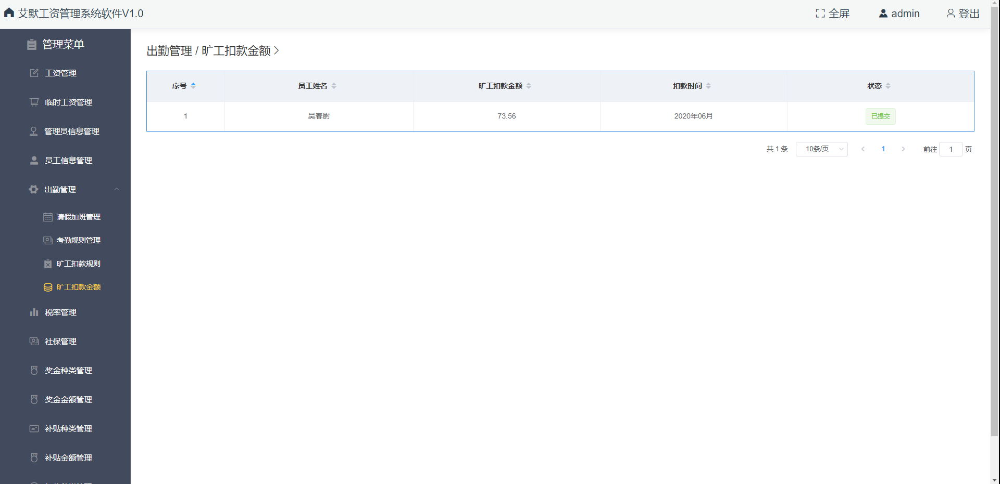 艾默工资管理系统软件V1.0
全屏
admin
登出
管理菜单
工资管理
临时工资管理
管理员信息管理
员工信息管理
出勤管理
请假加班管理
考勤规则管理
旷工扣款规则
旷工扣款金额
税率管理
社保管理
奖金种类管理
奖金金额管理
补贴种类管理
补贴金额管理
出勤管理 / 旷工扣款金额
序号 员工姓名 旷工扣款金额 扣款时间 状态
1 吴春尉 73.56 2020年06月 已提交
共 1 条 10条/页 1 前往 1 页